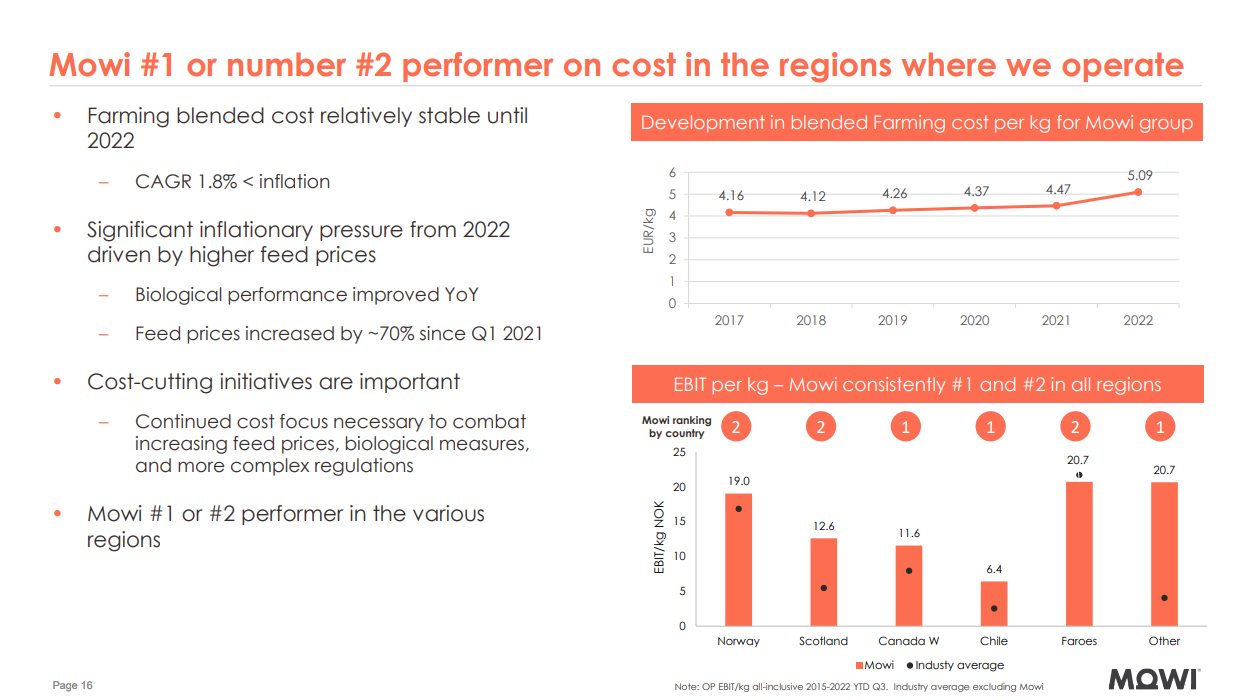 Mowi #1 or number #2 performer on cost in the regions where we operate
• Farming blended cost relatively stable until
2022
– CAGR 1.8% < inflation
• Significant inflationary pressure from 2022
driven by higher feed prices
– Biological performance improved YoY
– Feed prices increased by ~70% since Q1 2021
• Cost-cutting initiatives are important
– Continued cost focus necessary to combat
increasing feed prices, biological measures,
and more complex regulations
• Mowi #1 or #2 performer in the various
regions
Development in blended Farming cost per kg for Mowi group
EUR/kg
6
5
4
3
2
1
0
4.16 4.12 4.26 4.37 4.47 5.09
2017 2018 2019 2020 2021 2022
EBIT per kg – Mowi consistently #1 and #2 in all regions
Mowi ranking
by country
2 2 1 1 2 1
EBIT/kg NOK
25
20
15
10
5
0
19.0 12.6 11.6 6.4 20.7 20.7
Norway Scotland Canada W Chile Faroes Other
Mowi Industy average
Note: OP EBIT/kg all-inclusive 2015-2022 YTD Q3. Industry average excluding Mowi
Page 16
MOWI